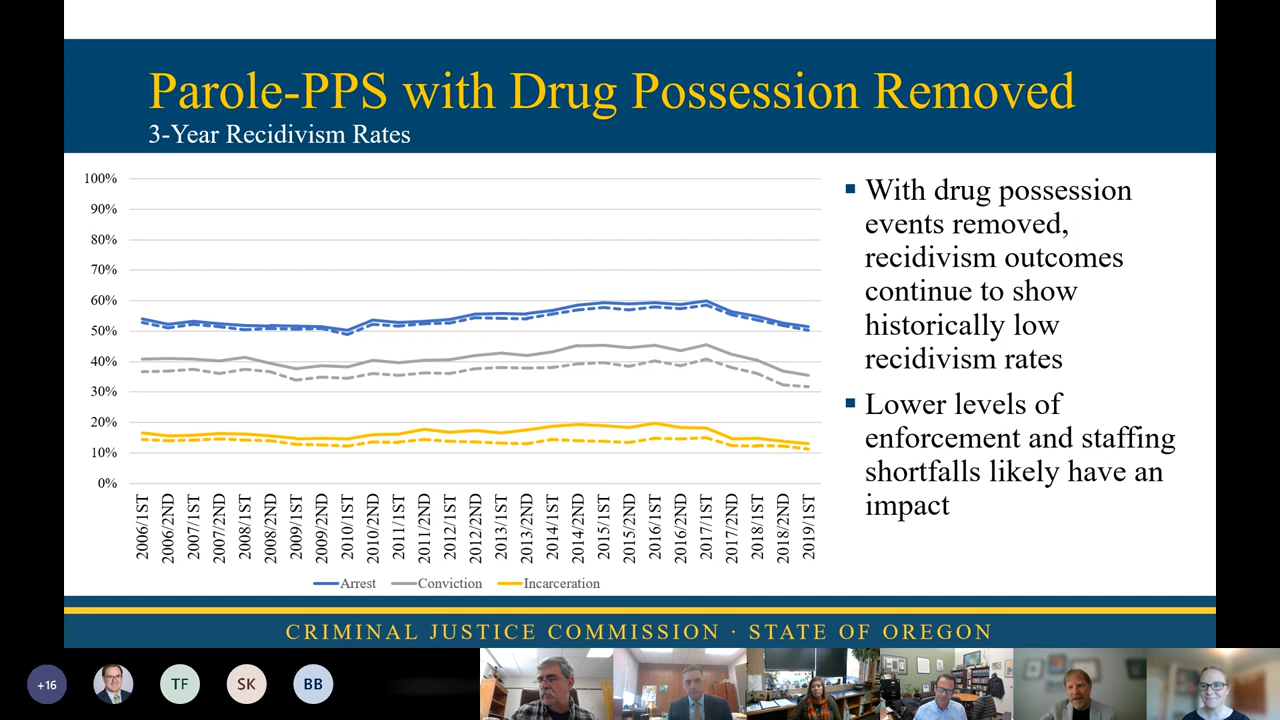 Parole-PPS with Drug Possession Removed
3-Year Recidivism Rates
100%
90%
80%
70%
60%
50%
40%
30%
20%
10%
0%
2006/1ST
2006/2ND
2007/1ST
2007/2ND
2008/1ST
2008/2ND
2009/1ST
2009/2ND
2010/1ST
2010/2ND
2011/1ST
2011/2ND
2012/1ST
2012/2ND
2013/1ST
2013/2ND
2014/1ST
2014/2ND
2015/1ST
2015/2ND
2016/1ST
2016/2ND
2017/1ST
2017/2ND
2018/1ST
2018/2ND
2019/1ST
Arrest Conviction Incarceration
With drug possession
events removed,
recidivism outcomes
continue to show
historically low
recidivism rates
Lower levels of
enforcement and staffing
shortfalls likely have an
impact
CRIMINAL JUSTICE COMMISSION · STATE OF OREGON
+16 TF SK BB